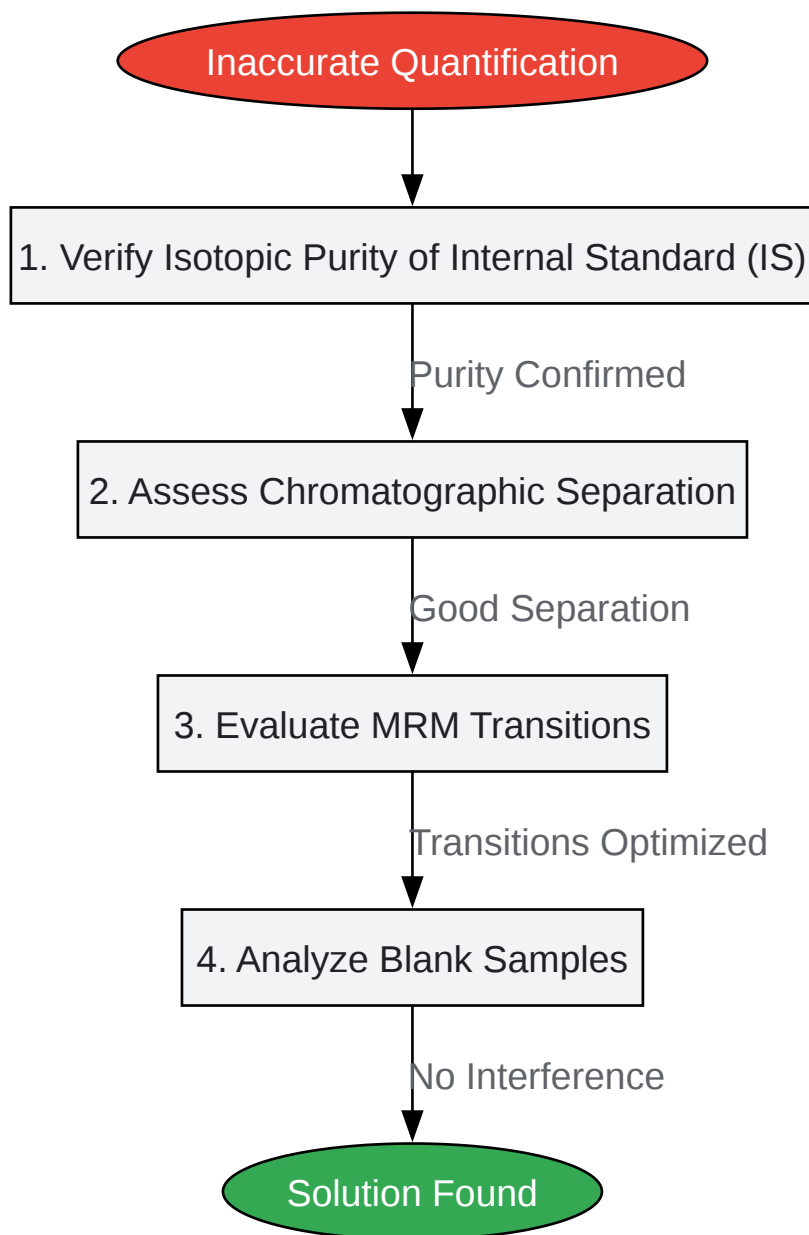 Inaccurate Quantification
1. Verify Isotopic Purity of Internal Standard (IS)
Purity Confirmed
2. Assess Chromatographic Separation
Good Separation
3. Evaluate MRM Transitions
Transitions Optimized
4. Analyze Blank Samples
No Interference
Solution Found